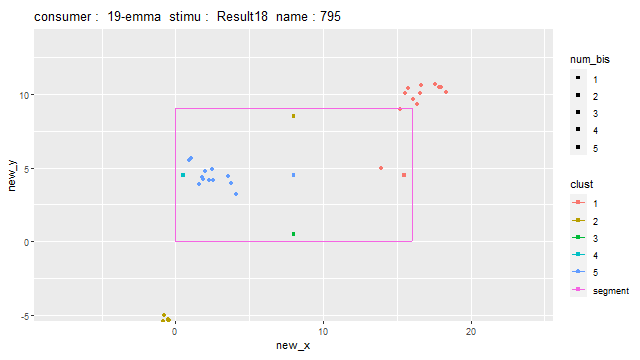 consumer : 19-emma stimu : Result18 name : 795
new_y
10
5
0
-5
0
10
20
new_x
num_bis
1
2
3
4
5
clust
1
2
3
4
5
segment